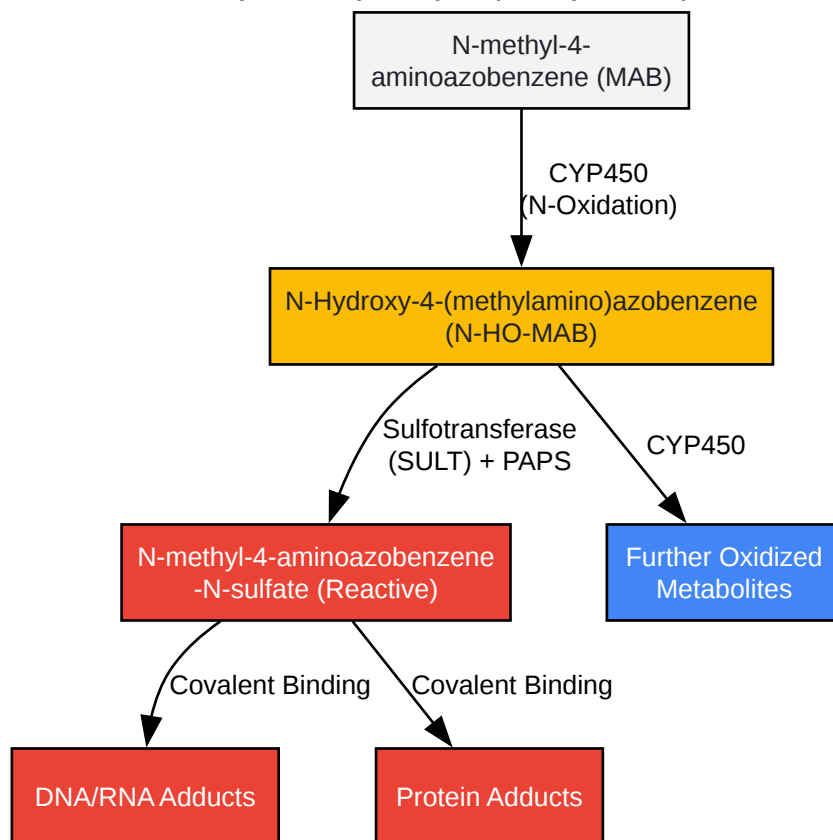 N-methyl-4-
aminoazobenzene (MAB)
CYP450
(N-Oxidation)
N-Hydroxy-4-(methylamino)azobenzene
(N-HO-MAB)
Sulfotransferase
(SULT) + PAPS
CYP450
N-methyl-4-aminoazobenzene
-N-sulfate (Reactive)
Further Oxidized
Metabolites
Covalent Binding
Covalent Binding
DNA/RNA Adducts
Protein Adducts